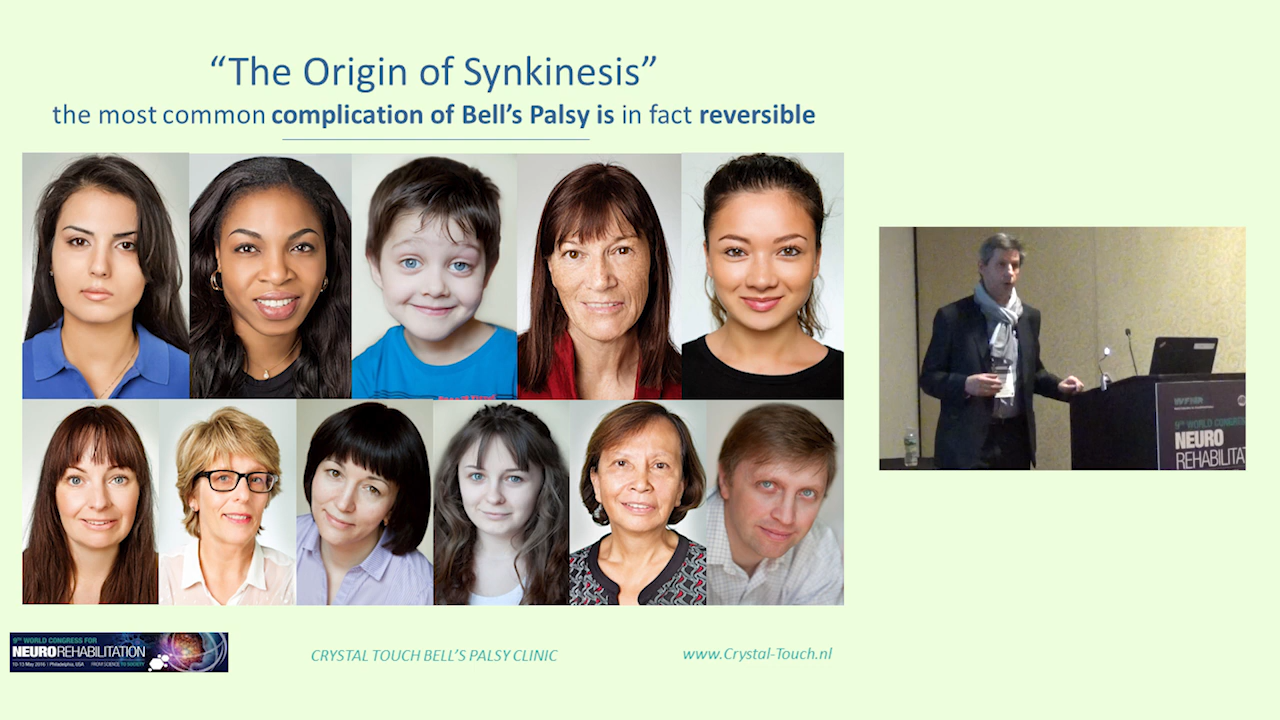 “The Origin of Synkinesis”
the most common complication of Bell’s Palsy is in fact reversible
9TH WORLD CONGRESS
NEURO
REHABILITAT
9TH WORLD CONGRESS FOR
NEUROREHABILITATION
10-13 May 2016 | Philadelphia, USA
FROM SCIENCE TO SOCIETY
CRYSTAL TOUCH BELL’S PALSY CLINIC
www.Crystal-Touch.nl